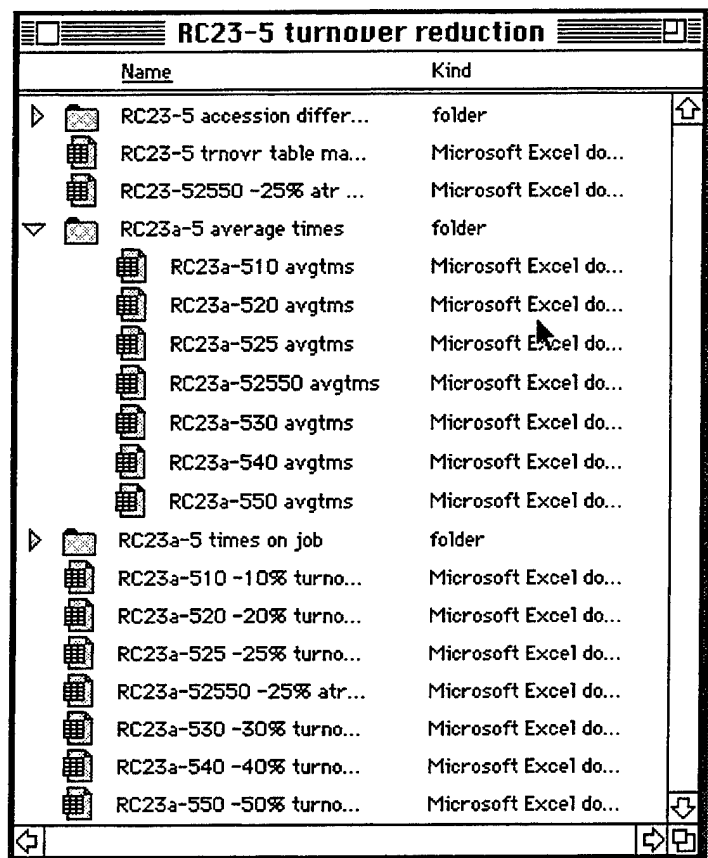 RC23-5 turnover reduction
Name Kind
RC23-5 accession differ... folder
RC23-5 trnovr table ma... Microsoft Excel do...
RC23-52550 -25% atr ... Microsoft Excel do...
RC23a-5 average times folder
RC23a-510 avgtms Microsoft Excel do...
RC23a-520 avgtms Microsoft Excel do...
RC23a-525 avgtms Microsoft Excel do...
RC23a-52550 avgtms Microsoft Excel do...
RC23a-530 avgtms Microsoft Excel do...
RC23a-540 avgtms Microsoft Excel do...
RC23a-550 avgtms Microsoft Excel do...
RC23a-5 times on job folder
RC23a-510 -10% turno... Microsoft Excel do...
RC23a-520 -20% turno... Microsoft Excel do...
RC23a-525 -25% turno... Microsoft Excel do...
RC23a-52550 -25% atr... Microsoft Excel do...
RC23a-530 -30% turno... Microsoft Excel do...
RC23a-540 -40% turno... Microsoft Excel do...
RC23a-550 -50% turno... Microsoft Excel do...